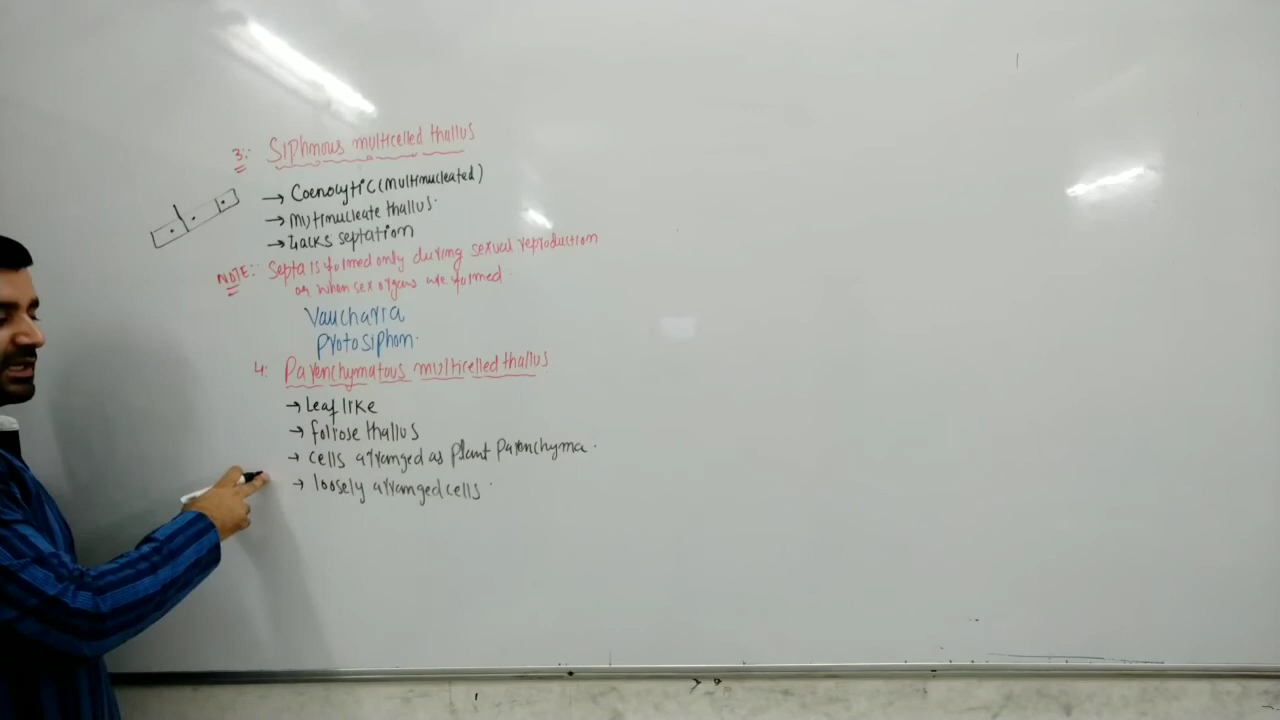 3:- Siphnous multicelled thallus
→ Coenolytic (multinucleated)
→ multinucleate thallus.
→ Lacks septation
NOTE:- Septa is formed only during sexual reproduction
or when sex organs are formed.
Vaucharia
protosiphon.
4: Parenchymatous multicelled thallus
→ Leaf like
→ foliose thallus
→ cells arranged as plant Parenchyma.
→ loosely arranged cells.